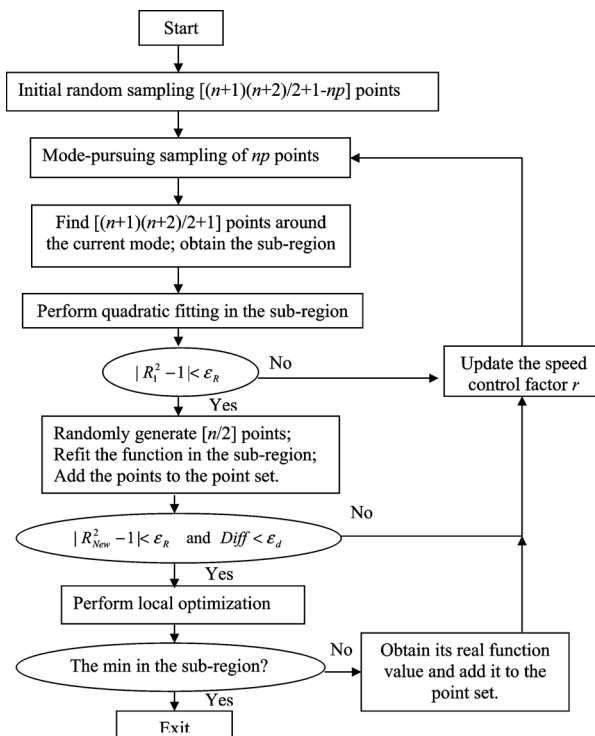 Start
Initial random sampling [(n+1)(n+2)/2+1-np] points
Mode-pursuing sampling of np points
Find [(n+1)(n+2)/2+1] points around
the current mode; obtain the sub-region
Perform quadratic fitting in the sub-region
| R₁² −1|< ε_R
No
Update the speed
control factor r
Yes
Randomly generate [n/2] points;
Refit the function in the sub-region;
Add the points to the point set.
No
| R²_New −1|< ε_R and Diff < ε_d
Yes
Perform local optimization
The min in the sub-region?
No
Obtain its real function
value and add it to the
point set.
Yes
Exit